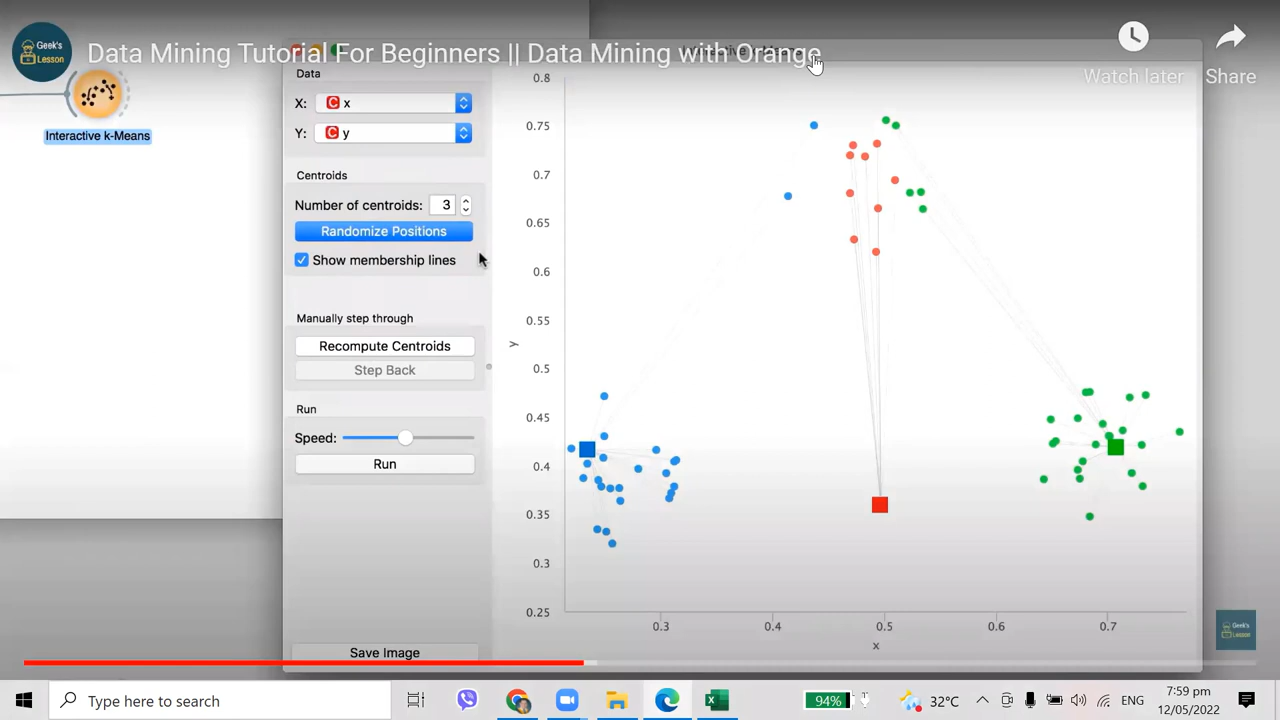 Geek's
Lesson
Data Mining Tutorial For Beginners || Data Mining with Orange
Watch later
Share
Interactive k-Means
Data
X: C x
Y: C y
Centroids
Number of centroids: 3
Randomize Positions
Show membership lines
Manually step through
Recompute Centroids
Step Back
Run
Speed:
Run
Save Image
0.8
0.75
0.7
0.65
0.6
0.55
y
0.5
0.45
0.4
0.35
0.3
0.25
0.3 0.4 0.5 0.6 0.7
x
Geek's
Lesson
Type here to search
94%
32°C
ENG
7:59 pm
12/05/2022